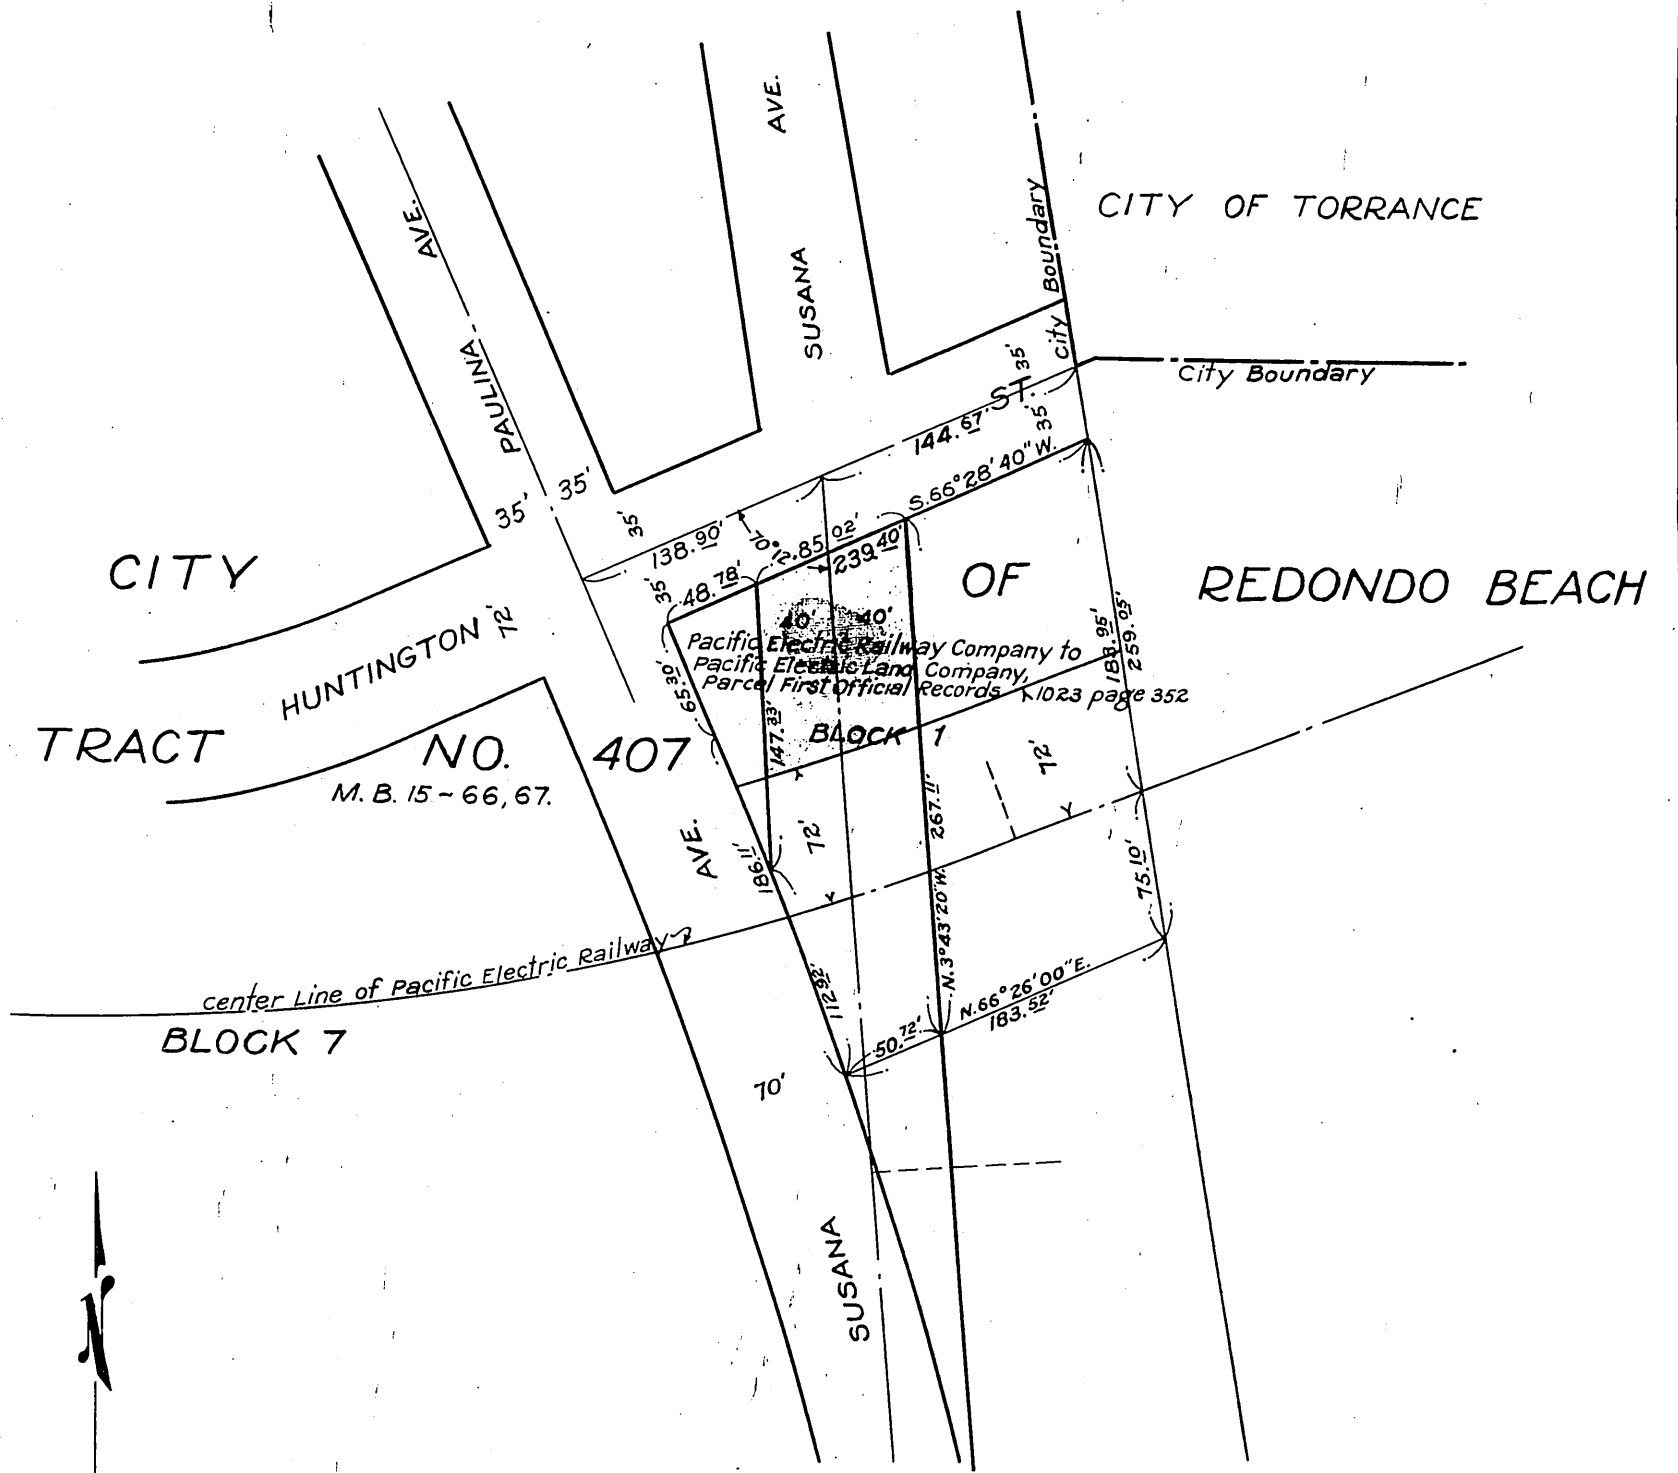 AVE.
SUSANA
AVE.
PAULINA
City Boundary
CITY OF TORRANCE
City Boundary
ST.
35'
35'
144.67'
S.66°28'40"W.
35'
35'
35'
35'
138.90'
70°12'
85.02'
239.40'
48.78'
CITY OF REDONDO BEACH
HUNTINGTON
72'
40' 40'
Pacific Electric Railway Company to
Pacific Electric Land Company,
Parcel First Official Records 1023 page 352
188.95'
259.05'
65.30'
147.33'
BLOCK 1
TRACT NO. 407
M.B. 15~66,67.
72'
72'
267.11'
AVE.
186.11'
75.10'
Center Line of Pacific Electric Railway
N.3°43'20"W.
112.92'
N.66°26'00"E.
183.52'
50.72'
BLOCK 7
70'
SUSANA
N